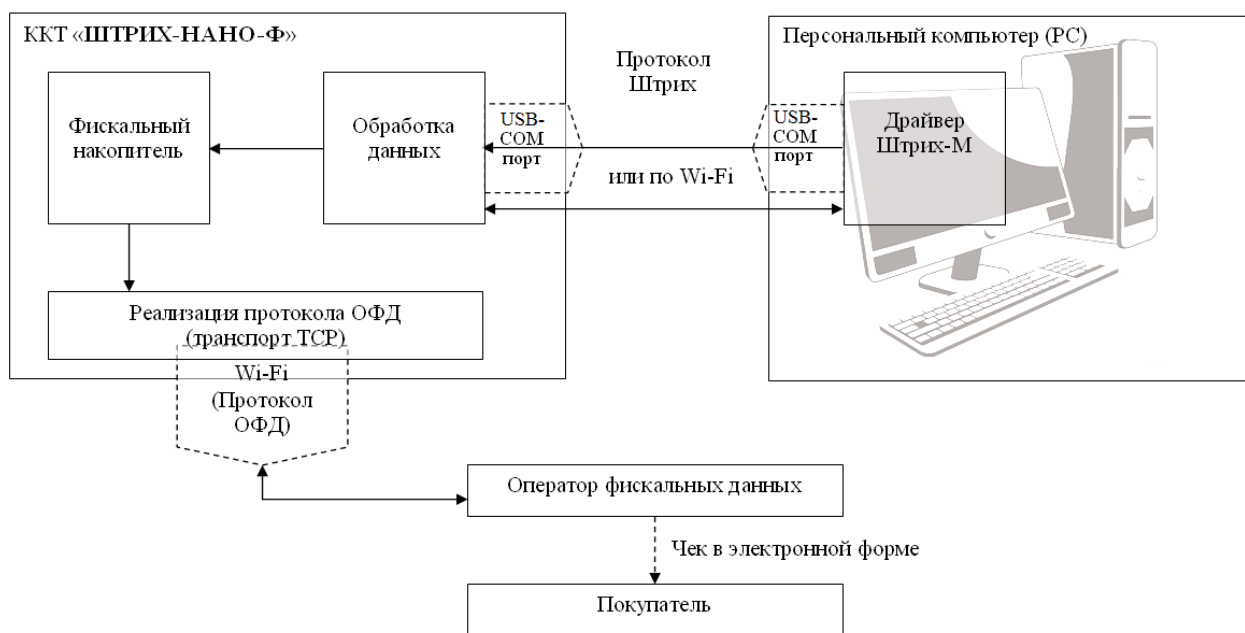 ККТ «ШТРИХ-НАНО-Ф»
Персональный компьютер (PC)
Протокол
Штрих
Фискальный
накопитель
Обработка
данных
USB-
COM
порт
USB-
COM
порт
Драйвер
Штрих-М
или по Wi-Fi
Реализация протокола ОФД
(транспорт TCP)
Wi-Fi
(Протокол
ОФД)
Оператор фискальных данных
Чек в электронной форме
Покупатель